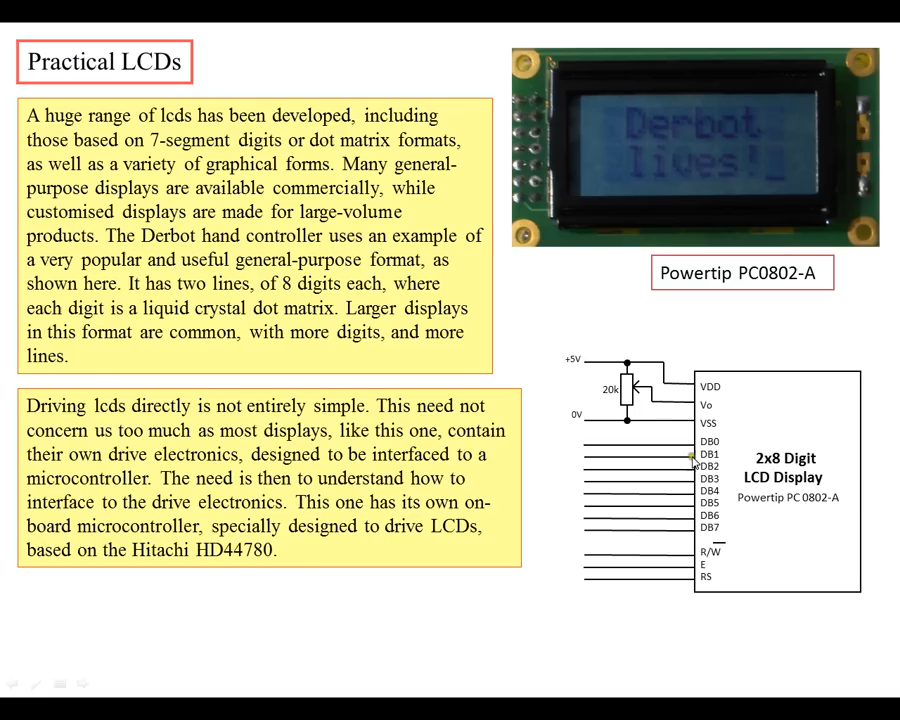 Practical LCDs
A huge range of lcds has been developed, including
those based on 7-segment digits or dot matrix formats,
as well as a variety of graphical forms. Many general-
purpose displays are available commercially, while
customised displays are made for large-volume
products. The Derbot hand controller uses an example of
a very popular and useful general-purpose format, as
shown here. It has two lines, of 8 digits each, where
each digit is a liquid crystal dot matrix. Larger displays
in this format are common, with more digits, and more
lines.
Driving lcds directly is not entirely simple. This need not
concern us too much as most displays, like this one, contain
their own drive electronics, designed to be interfaced to a
microcontroller. The need is then to understand how to
interface to the drive electronics. This one has its own on-
board microcontroller, specially designed to drive LCDs,
based on the Hitachi HD44780.
Derbot
lives!_
Powertip PC0802-A
+5V
20k
0V
VDD
Vo
VSS
DB0
DB1
DB2
DB3
DB4
DB5
DB6
DB7
R/W
E
RS
2x8 Digit
LCD Display
Powertip PC 0802-A